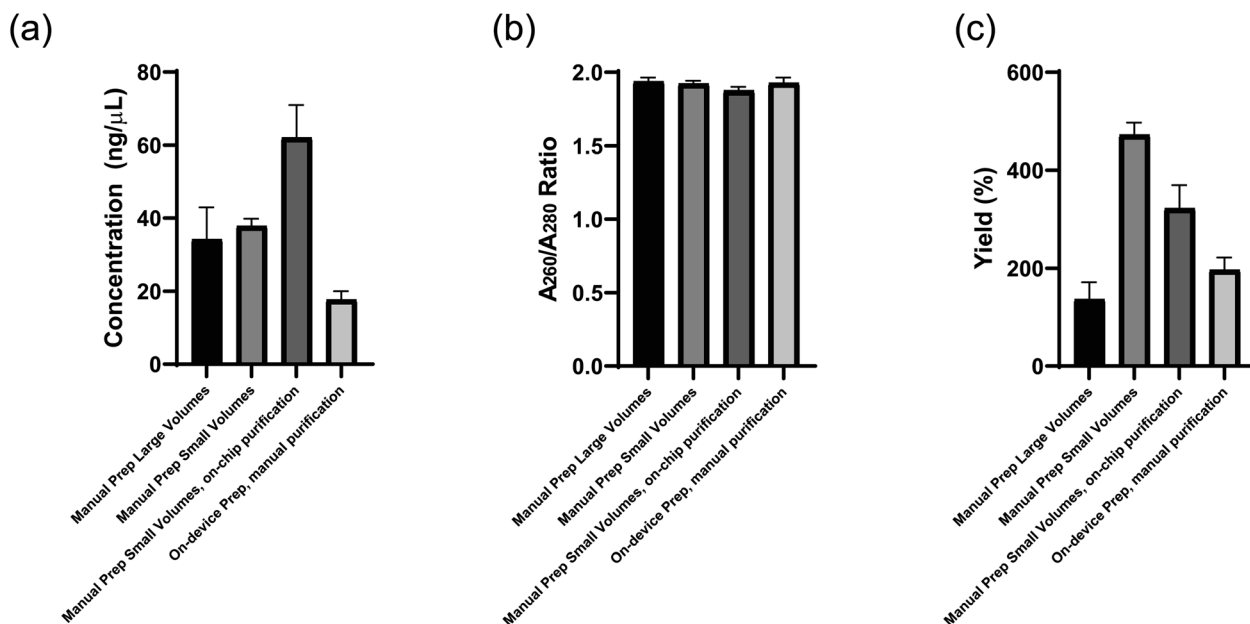 (a)
Concentration (ng/μL)
80
60
40
20
0
Manual Prep Large Volumes
Manual Prep Small Volumes
Manual Prep Small Volumes, on-chip purification
On-device Prep, manual purification
(b)
A260/A280 Ratio
2.0
1.5
1.0
0.5
0.0
Manual Prep Large Volumes
Manual Prep Small Volumes
Manual Prep Small Volumes, on-chip purification
On-device Prep, manual purification
(c)
Yield (%)
600
400
200
0
Manual Prep Large Volumes
Manual Prep Small Volumes
Manual Prep Small Volumes, on-chip purification
On-device Prep, manual purification